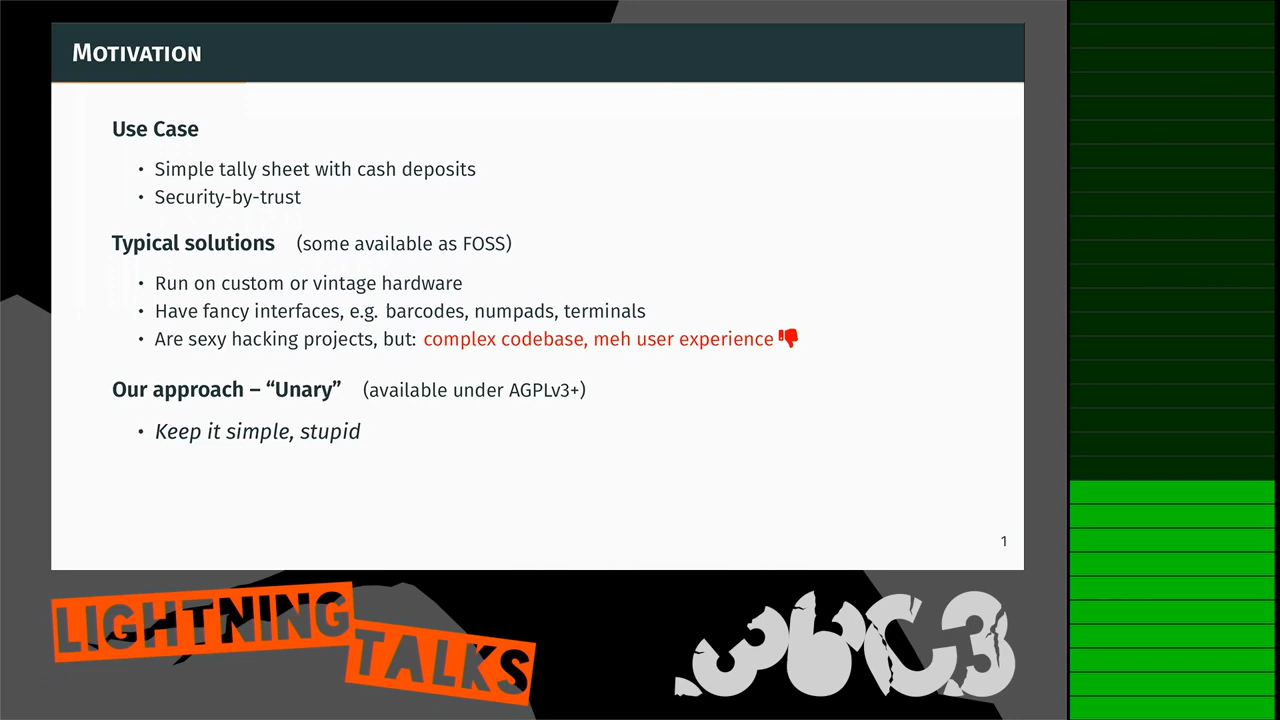 Motivation
Use Case
• Simple tally sheet with cash deposits
• Security-by-trust
Typical solutions (some available as FOSS)
• Run on custom or vintage hardware
• Have fancy interfaces, e.g. barcodes, numpads, terminals
• Are sexy hacking projects, but: complex codebase, meh user experience
Our approach – “Unary” (available under AGPLv3+)
• Keep it simple, stupid
1
LIGHTNING
TALKS
36C3